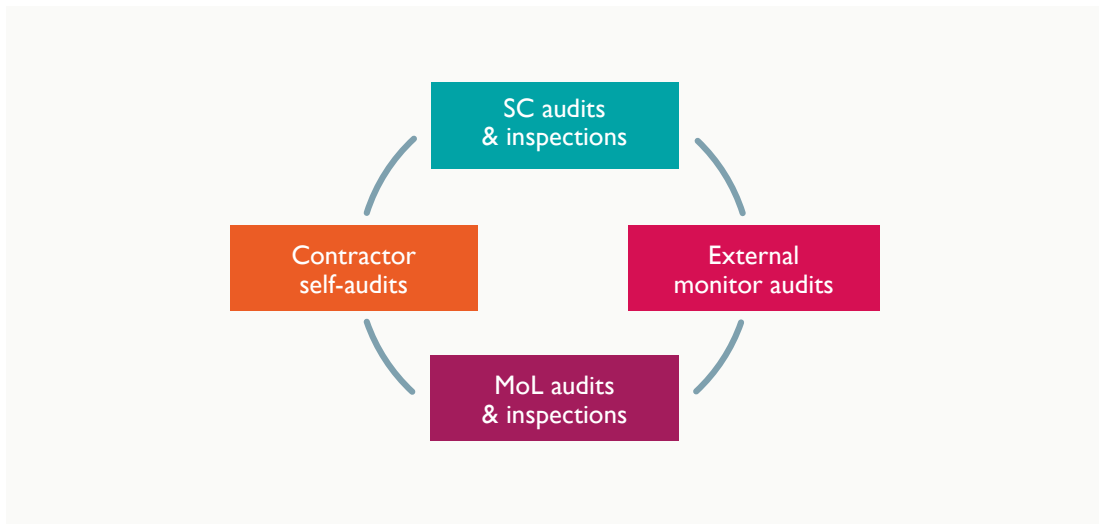 SC audits
& inspections
Contractor
self-audits
External
monitor audits
MoL audits
& inspections